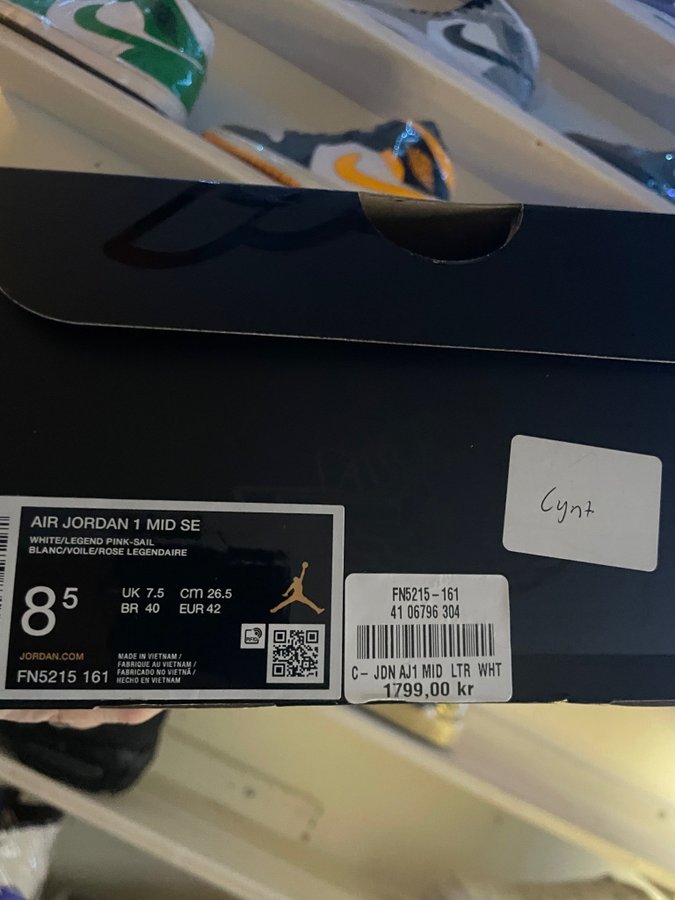 Cynt
AIR JORDAN 1 MID SE
WHITE/LEGEND PINK-SAIL
BLANC/VOILE/ROSE LEGENDAIRE
8⁵
UK 7.5 cm 26.5
BR 40 EUR 42
RFID
JORDAN.COM
FN5215 161
MADE IN VIETNAM /
FABRIQUE AU VIETNAM /
FABRICADO NO VIETNÃ /
HECHO EN VIETNAM
FN5215-161
41 06796 304
C- JDN AJ1 MID LTR WHT
1799,00 kr